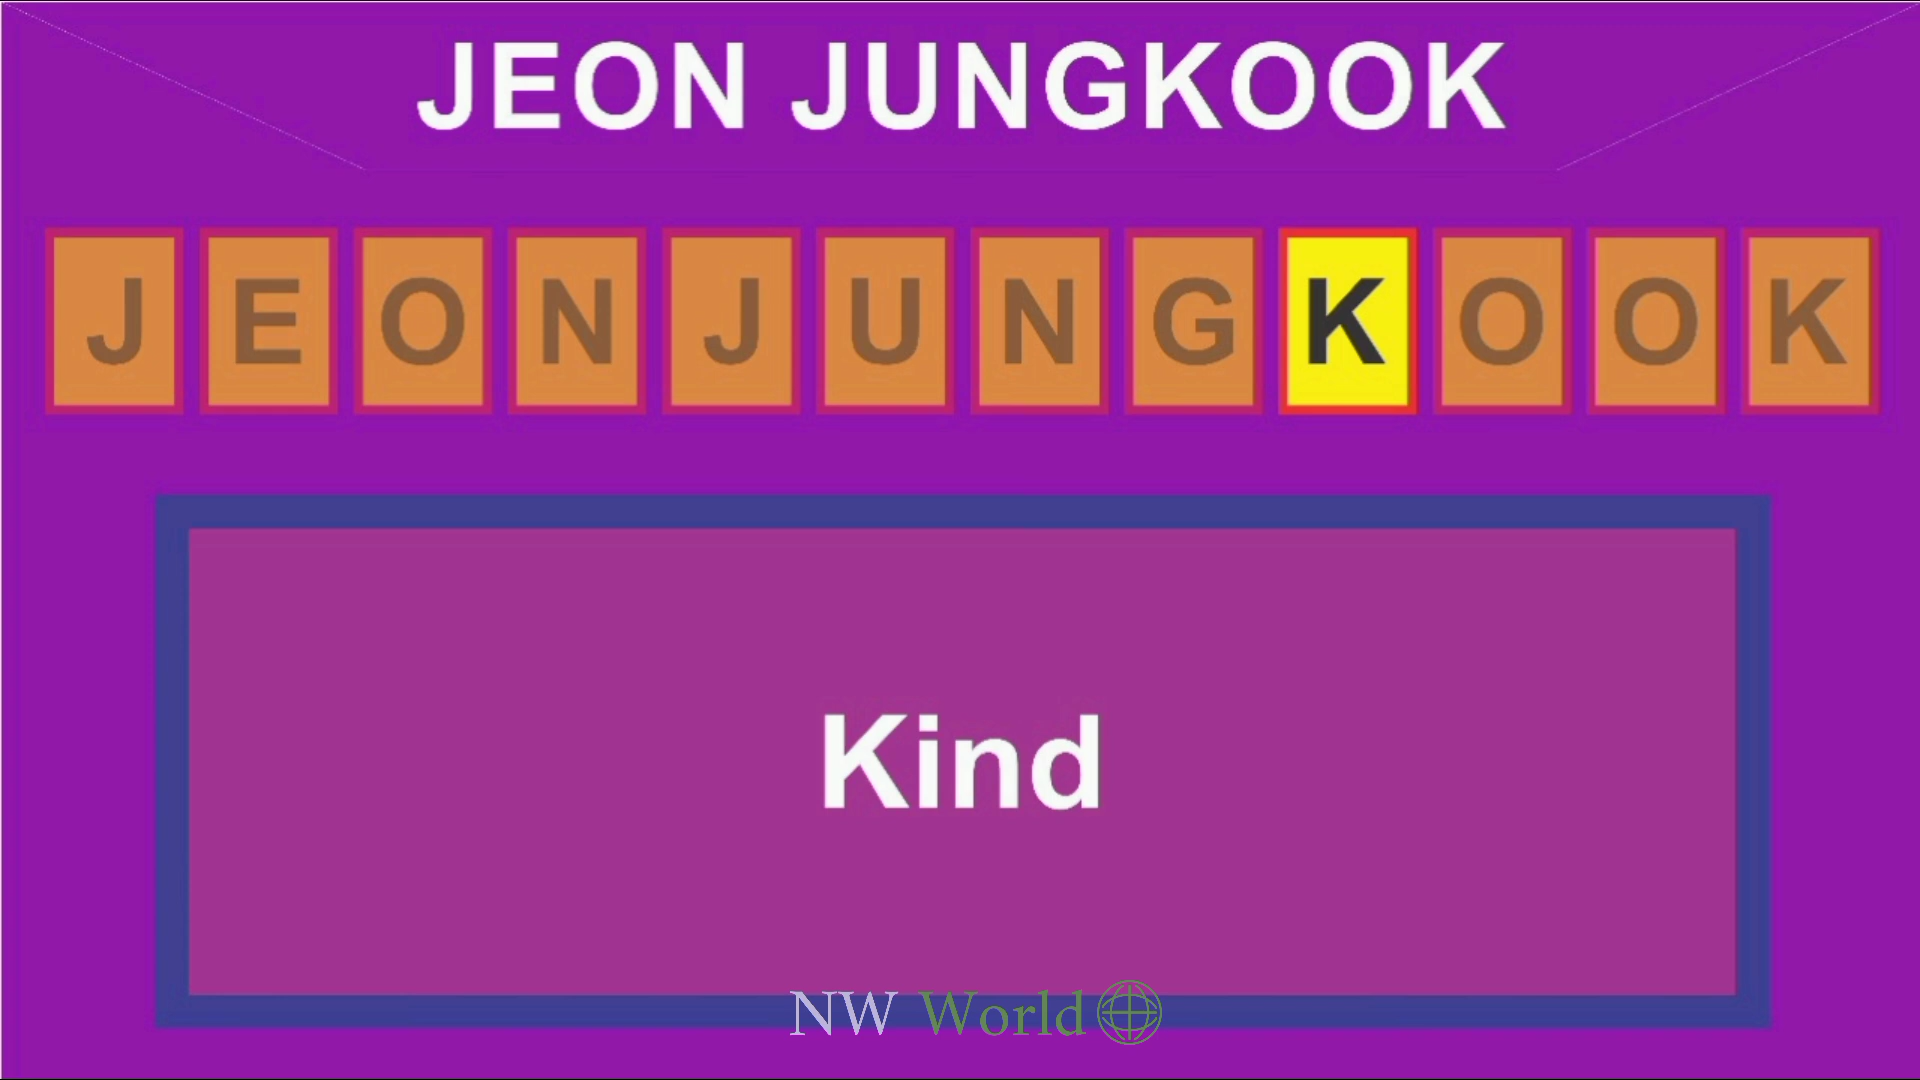 JEON JUNGKOOK
J E O N J U N G K O O K
Kind
NW World